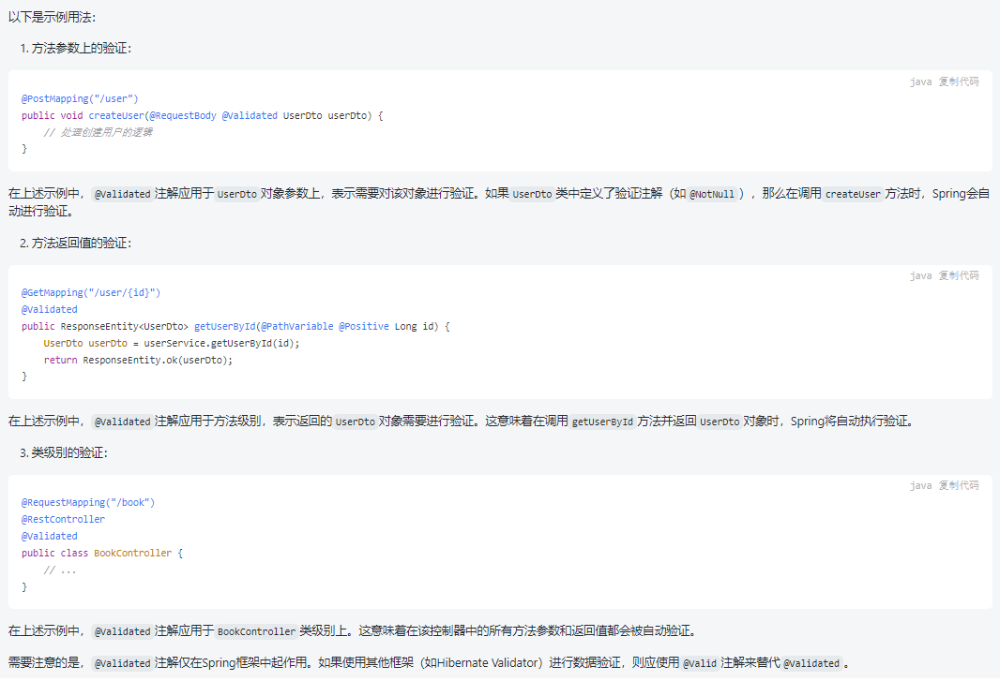 以下是示例用法：
1. 方法参数上的验证：
java 复制代码
@PostMapping("/user")
public void createUser(@RequestBody @Validated UserDto userDto) {
    // 处理创建用户的逻辑
}
在上述示例中， @Validated 注解应用于 UserDto 对象参数上，表示需要对该对象进行验证。如果 UserDto 类中定义了验证注解（如 @NotNull ），那么在调用 createUser 方法时，Spring会自
动进行验证。
2. 方法返回值的验证：
java 复制代码
@GetMapping("/user/{id}")
@Validated
public ResponseEntity<UserDto> getUserById(@PathVariable @Positive Long id) {
    UserDto userDto = userService.getUserById(id);
    return ResponseEntity.ok(userDto);
}
在上述示例中， @Validated 注解应用于方法级别，表示返回的 UserDto 对象需要进行验证。这意味着在调用 getUserById 方法并返回 UserDto 对象时，Spring将自动执行验证。
3. 类级别的验证：
java 复制代码
@RequestMapping("/book")
@RestController
@Validated
public class BookController {
    // ...
}
在上述示例中， @Validated 注解应用于 BookController 类级别上。这意味着在该控制器中的所有方法参数和返回值都会被自动验证。
需要注意的是， @Validated 注解仅在Spring框架中起作用。如果使用其他框架（如Hibernate Validator）进行数据验证，则应使用 @Valid 注解来替代 @Validated 。